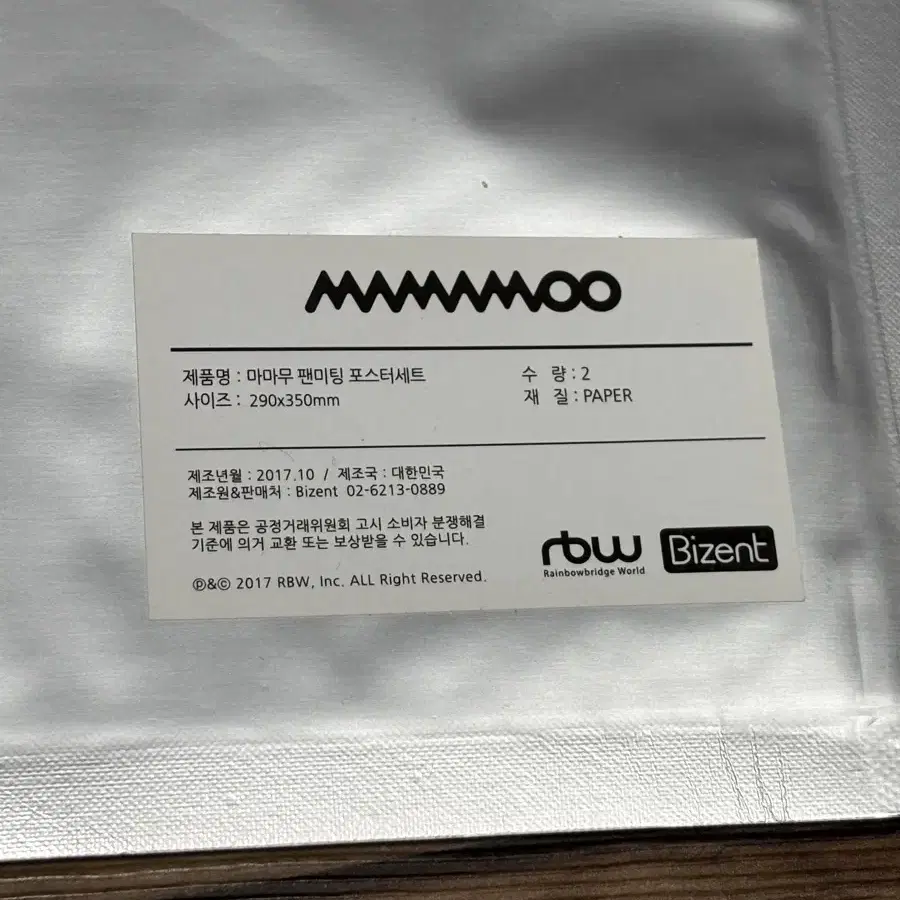 MAMAMOO
제품명 : 마마무 팬미팅 포스터세트
수 량 : 2
사이즈 : 290x350mm
재 질 : PAPER
제조년월 : 2017.10 / 제조국 : 대한민국
제조원&판매처 : Bizent 02-6213-0889
본 제품은 공정거래위원회 고시 소비자 분쟁해결
기준에 의거 교환 또는 보상받을 수 있습니다.
℗&© 2017 RBW, Inc. ALL Right Reserved.
rbw
Rainbowbridge World
Bizent